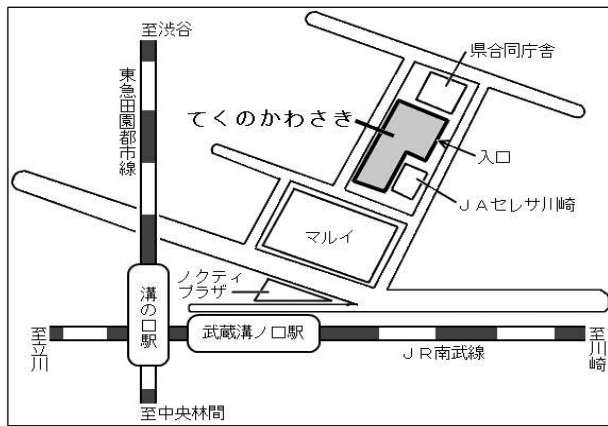 至渋谷
東急田園都市線
県合同庁舎
てくのかわさき
入口
JAセレサ川崎
マルイ
ノクティ
プラザ
溝の口駅
武蔵溝ノ口駅
至立川
JR南武線
至川崎
至中央林間